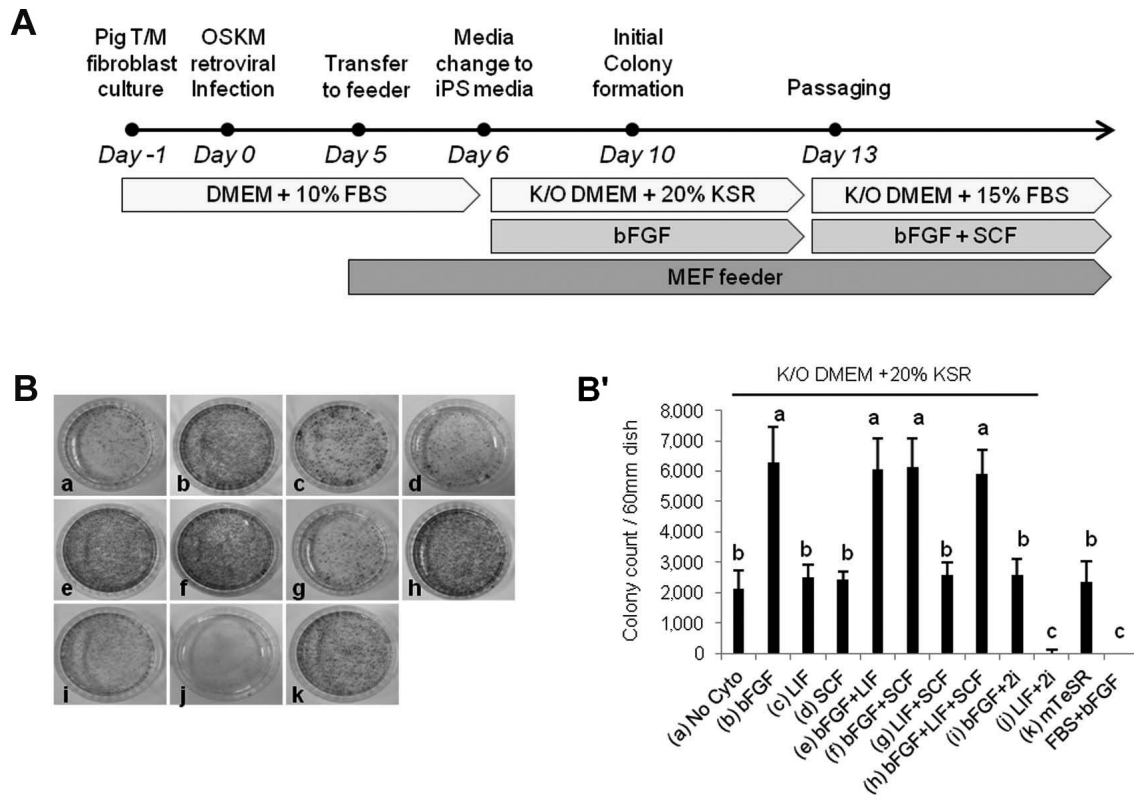 A
Pig T/M
fibroblast
culture
OSKM
retroviral
Infection
Transfer
to feeder
Media
change to
iPS media
Initial
Colony
formation
Passaging
Day -1
Day 0
Day 5
Day 6
Day 10
Day 13
DMEM + 10% FBS
K/O DMEM + 20% KSR
K/O DMEM + 15% FBS
bFGF
bFGF + SCF
MEF feeder
B
a
b
c
d
e
f
g
h
i
j
k
B'
K/O DMEM +20% KSR
Colony count / 60mm dish
8,000
7,000
6,000
5,000
4,000
3,000
2,000
1,000
0
b
a
b
b
a
a
b
a
b
c
b
c
(a) No Cyto
(b) bFGF
(c) LIF
(d) SCF
(e) bFGF+LIF
(f) bFGF+SCF
(g) LIF+SCF
(h) bFGF+LIF+SCF
(i) bFGF+2i
(j) LIF+2i
(k) mTeSR
FBS+bFGF